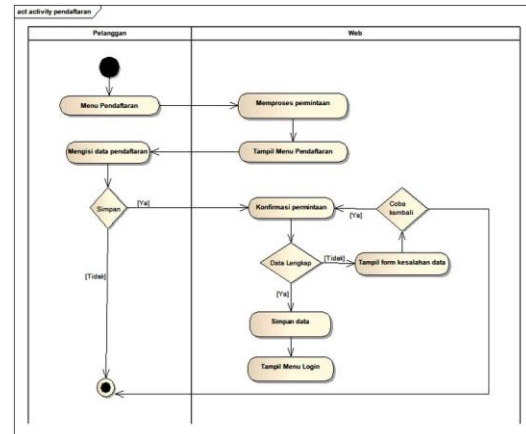 act activity pendaftaran
Pelanggan
Web
Menu Pendaftaran
Memproses permintaan
Mengisi data pendaftaran
Tampil Menu Pendaftaran
Simpan
[Ya]
Konfirmasi permintaan
Coba
kembali
[Ya]
Data Lengkap
[Tidak]
Tampil form kesalahan data
[Tidak]
[Ya]
Simpan data
Tampil Menu Login